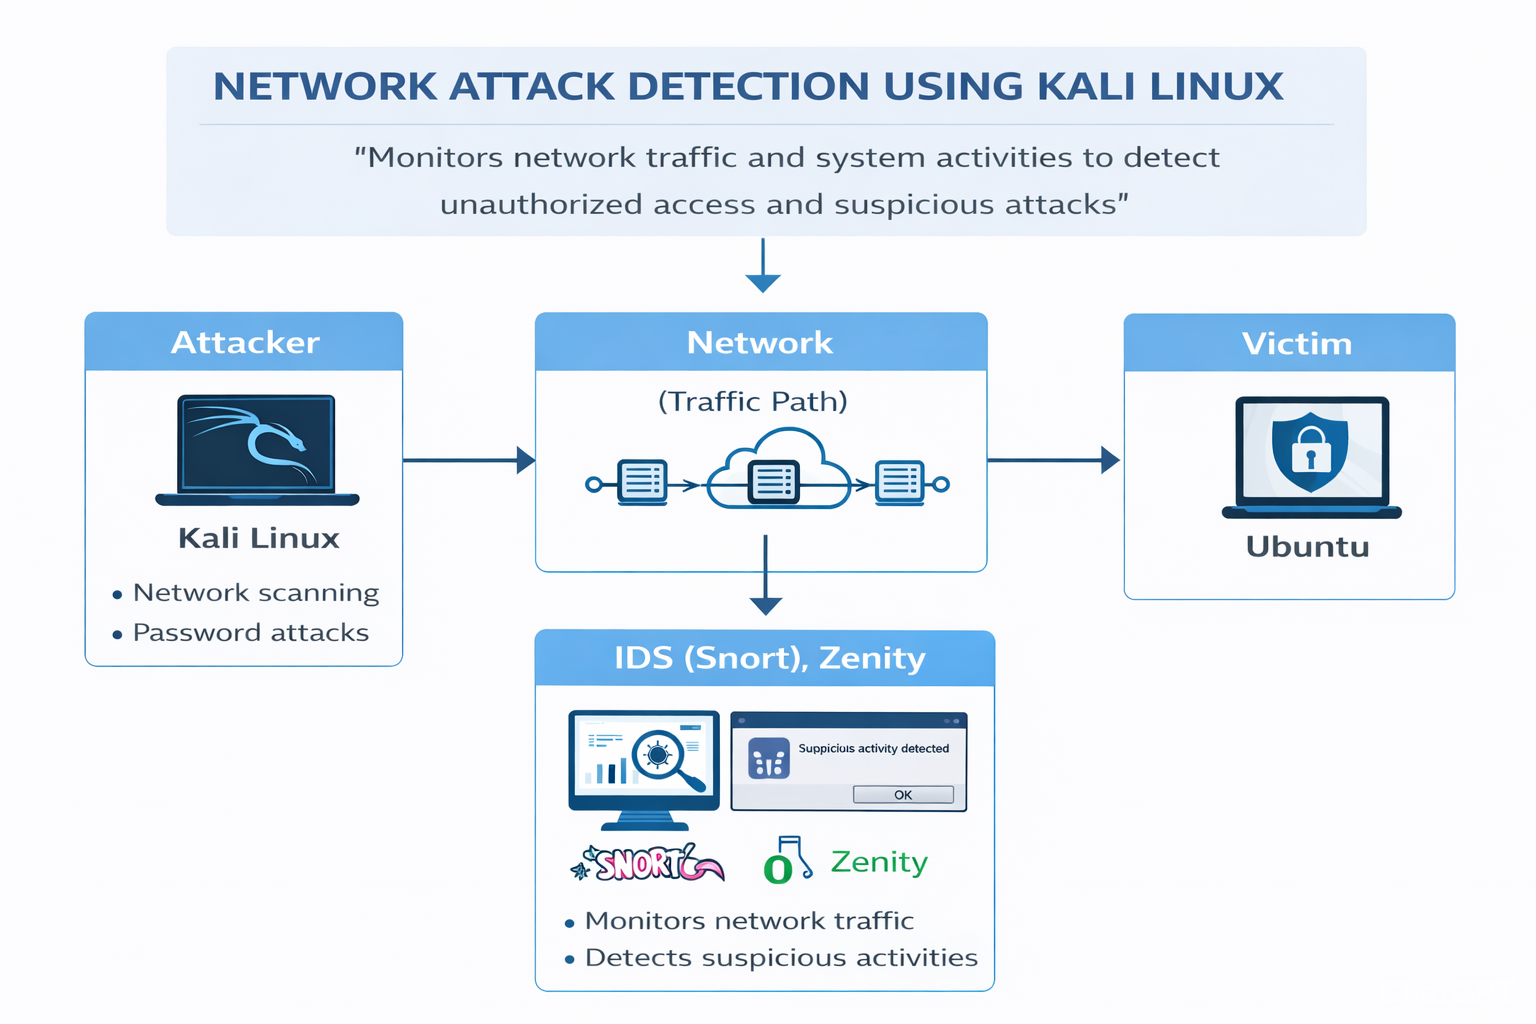 NETWORK ATTACK DETECTION USING KALI LINUX
"Monitors network traffic and system activities to detect
unauthorized access and suspicious attacks"
Attacker
Kali Linux
• Network scanning
• Password attacks
Network
(Traffic Path)
Victim
Ubuntu
IDS (Snort), Zenity
Suppicius activity detected
OK
SNORT
Zenity
• Monitors network traffic
• Detects suspicious activities